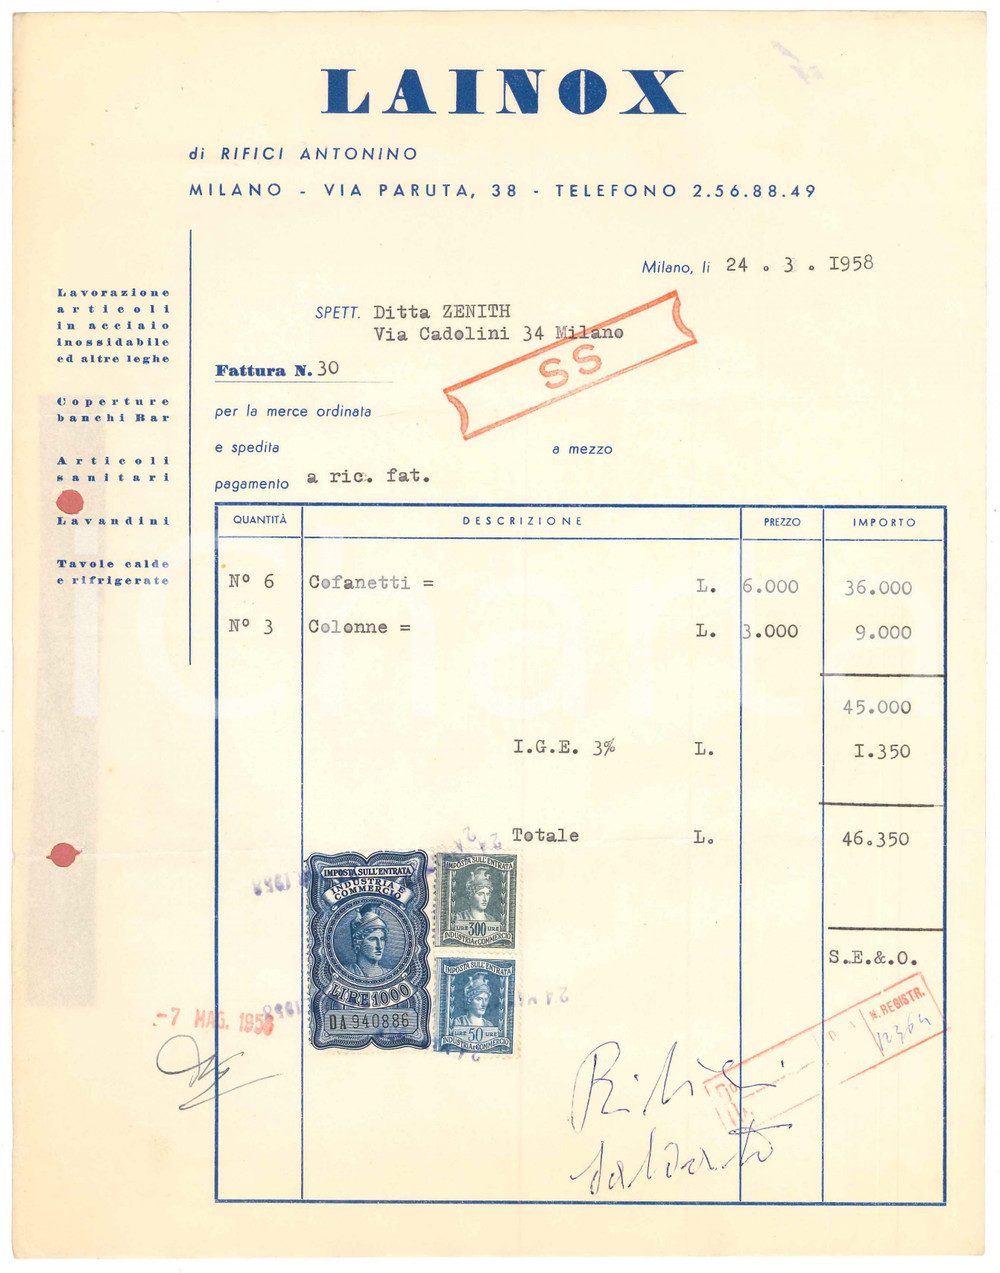 LAINOX
di RIFICI ANTONINO
MILANO - VIA PARUTA, 38 - TELEFONO 2.56.88.49
Milano, li 24 . 3 . 1958
SPETT. Ditta ZENITH
Via Cadolini 34 Milano
SS
Fattura N. 30
per la merce ordinata
e spedita a mezzo
pagamento a ric. fat.
Lavorazione
articoli
in acciaio
inossidabile
ed altre leghe
Coperture
banchi Bar
Articoli
sanitari
Lavandini
Tavole calde
e rifrigerate
QUANTITÀ DESCRIZIONE PREZZO IMPORTO
N° 6 Cofanetti = L. 6.000 36.000
N° 3 Colonne = L. 3.000 9.000
45.000
I.G.E. 3% L. I.350
Totale L. 46.350
S.E.&.O.
IMPOSTA SULL'ENTRATA
INDUSTRIA E
COMMERCIO
LIRE 1000
DA 940886
IMPOSTA SULL'ENTRATA
LIRE 300 LIRE
INDUSTRIA E COMMERCIO
IMPOSTA SULL'ENTRATA
LIRE 50 LIRE
INDUSTRIA E COMMERCIO
-7 MAG. 1958
N. REGISTR.
Rifici
saldato